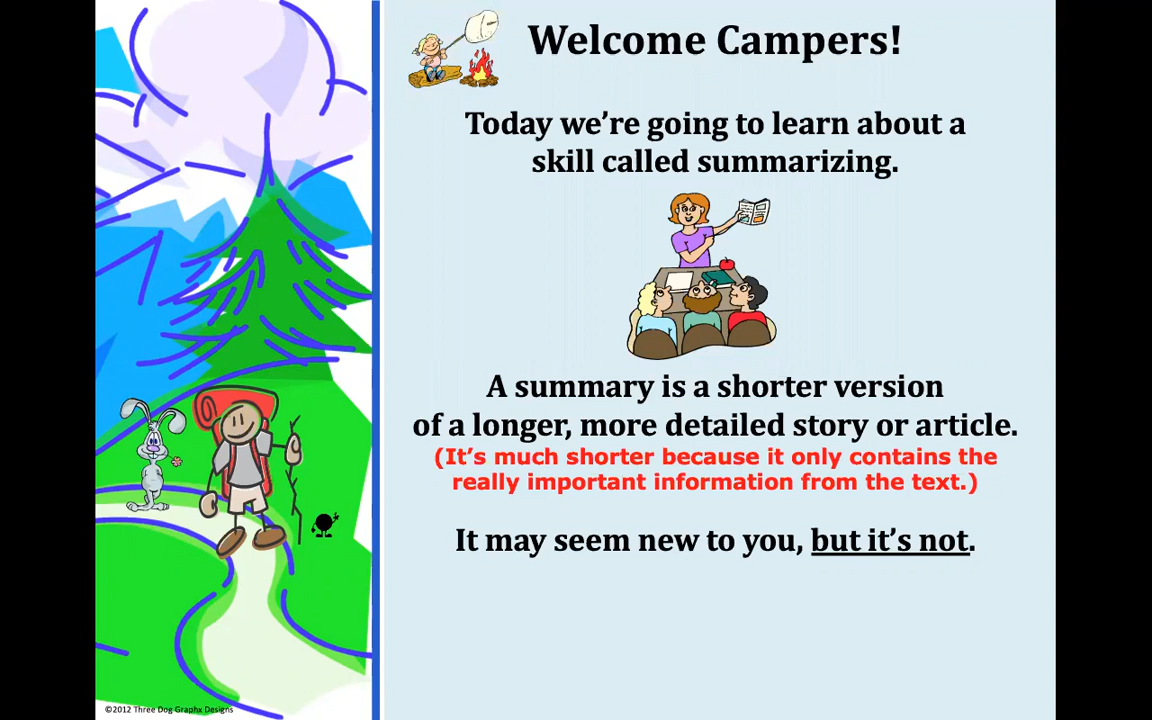 Welcome Campers!
Today we’re going to learn about a
skill called summarizing.
A summary is a shorter version
of a longer, more detailed story or article.
(It’s much shorter because it only contains the
really important information from the text.)
It may seem new to you, but it’s not.
©2012 Three Dog Graphx Designs